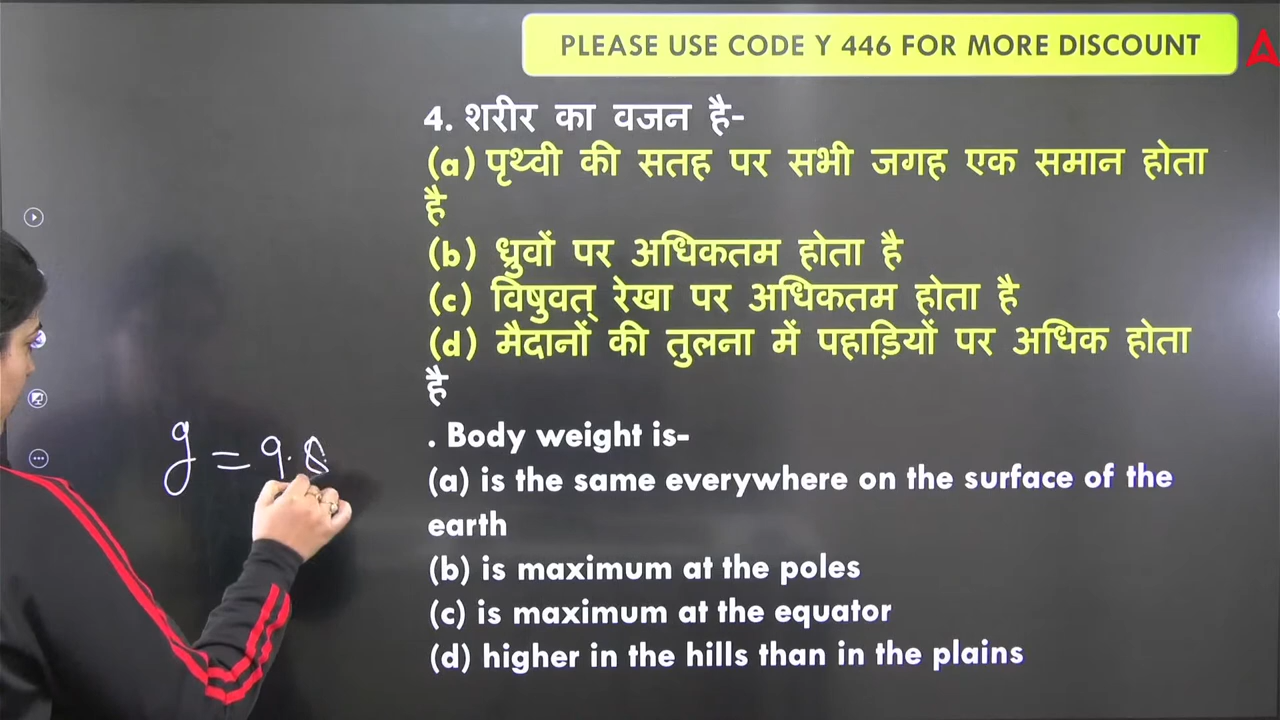 PLEASE USE CODE Y 446 FOR MORE DISCOUNT
4. शरीर का वजन है-
(a) पृथ्वी की सतह पर सभी जगह एक समान होता
है
(b) ध्रुवों पर अधिकतम होता है
(c) विषुवत् रेखा पर अधिकतम होता है
(d) मैदानों की तुलना में पहाड़ियों पर अधिक होता
है
. Body weight is-
(a) is the same everywhere on the surface of the
earth
(b) is maximum at the poles
(c) is maximum at the equator
(d) higher in the hills than in the plains
g = 9.8